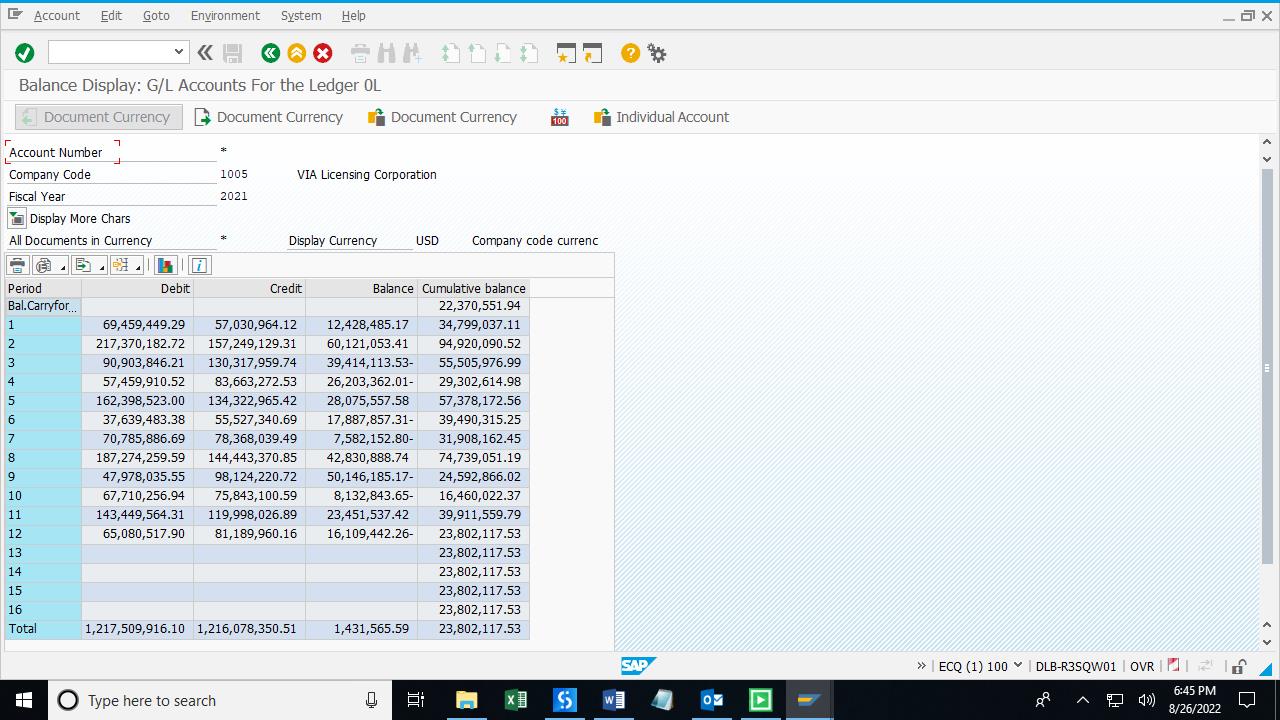 Account Edit Goto Environment System Help
Balance Display: G/L Accounts For the Ledger 0L
Document Currency Document Currency Document Currency Individual Account
Account Number *
Company Code 1005 VIA Licensing Corporation
Fiscal Year 2021
Display More Chars
All Documents in Currency * Display Currency USD Company code currenc
Period Debit Credit Balance Cumulative balance
Bal.Carryfor... 22,370,551.94
1 69,459,449.29 57,030,964.12 12,428,485.17 34,799,037.11
2 217,370,182.72 157,249,129.31 60,121,053.41 94,920,090.52
3 90,903,846.21 130,317,959.74 39,414,113.53- 55,505,976.99
4 57,459,910.52 83,663,272.53 26,203,362.01- 29,302,614.98
5 162,398,523.00 134,322,965.42 28,075,557.58 57,378,172.56
6 37,639,483.38 55,527,340.69 17,887,857.31- 39,490,315.25
7 70,785,886.69 78,368,039.49 7,582,152.80- 31,908,162.45
8 187,274,259.59 144,443,370.85 42,830,888.74 74,739,051.19
9 47,978,035.55 98,124,220.72 50,146,185.17- 24,592,866.02
10 67,710,256.94 75,843,100.59 8,132,843.65- 16,460,022.37
11 143,449,564.31 119,998,026.89 23,451,537.42 39,911,559.79
12 65,080,517.90 81,189,960.16 16,109,442.26- 23,802,117.53
13 23,802,117.53
14 23,802,117.53
15 23,802,117.53
16 23,802,117.53
Total 1,217,509,916.10 1,216,078,350.51 1,431,565.59 23,802,117.53
SAP » ECQ (1) 100 DLB-R35QW01 OVR
Type here to search
6:45 PM
8/26/2022